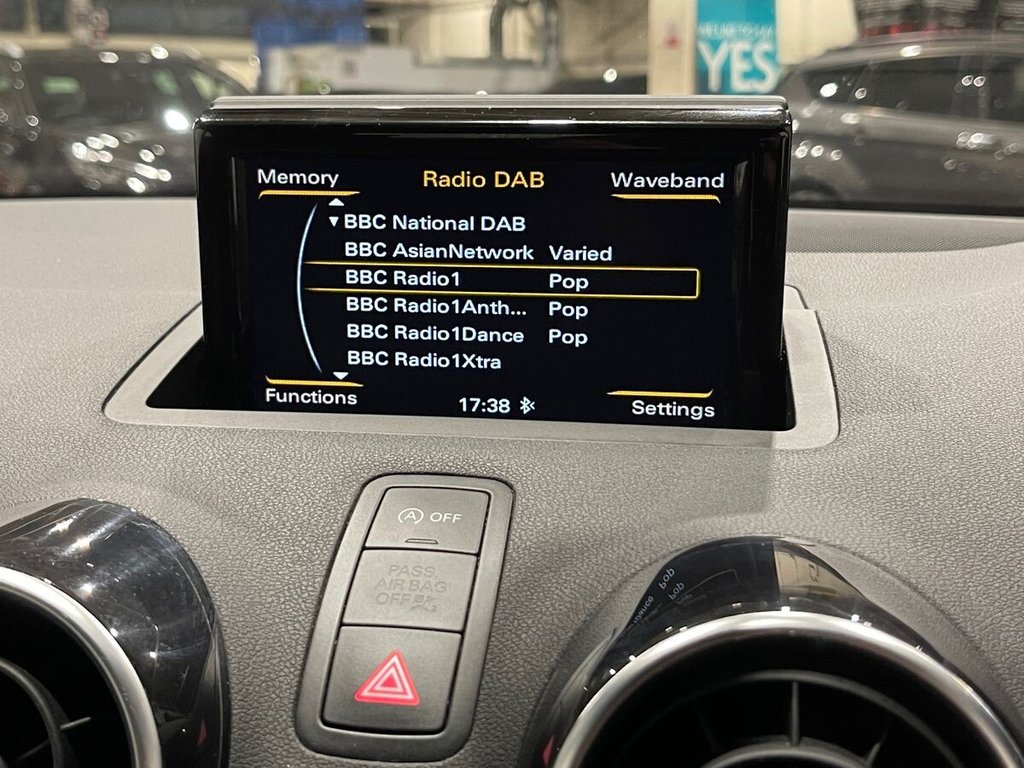 YES
Memory Radio DAB Waveband
BBC National DAB
BBC AsianNetwork Varied
BBC Radio1 Pop
BBC Radio1Anth... Pop
BBC Radio1Dance Pop
BBC Radio1Xtra
Functions 17:38 Settings
(A) OFF
PASS
AIR BAG
OFF